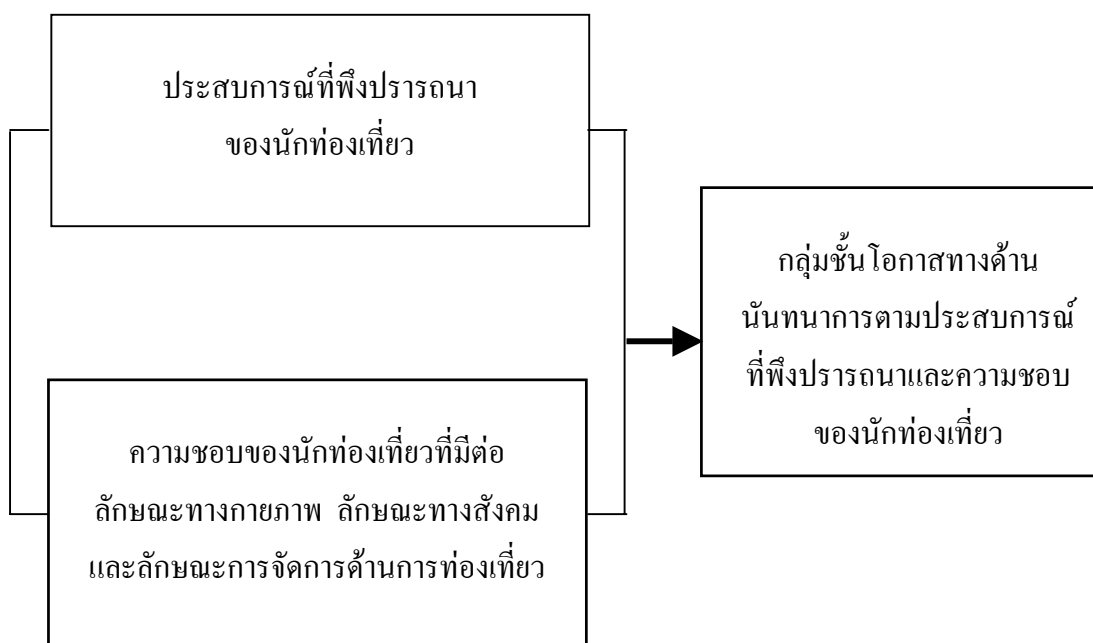 ประสบการณ์ที่พึงปรารถนา
ของนักท่องเที่ยว
ความชอบของนักท่องเที่ยวที่มีต่อ
ลักษณะทางกายภาพ ลักษณะทางสังคม
และลักษณะการจัดการด้านการท่องเที่ยว
กลุ่มชั้นโอกาสทางด้าน
นันทนาการตามประสบการณ์
ที่พึงปรารถนาและความชอบ
ของนักท่องเที่ยว